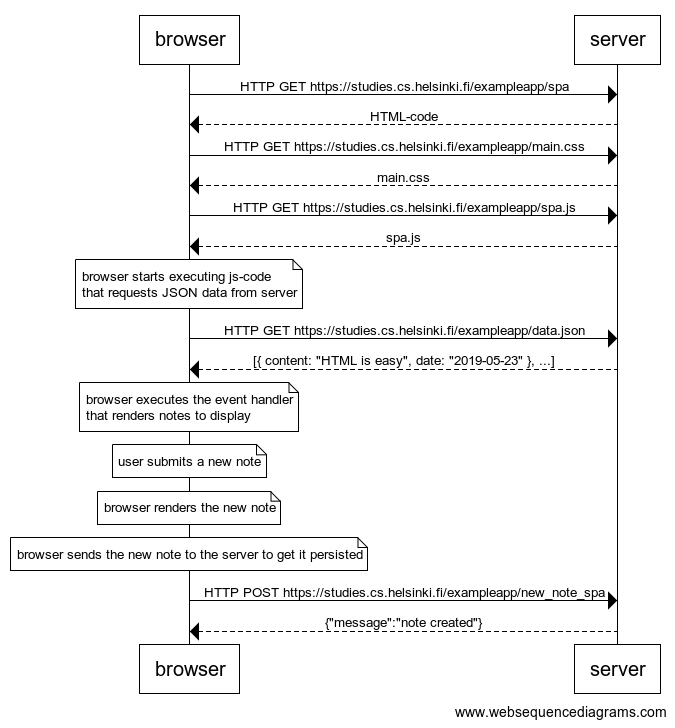 browser server
HTTP GET https://studies.cs.helsinki.fi/exampleapp/spa
HTML-code
HTTP GET https://studies.cs.helsinki.fi/exampleapp/main.css
main.css
HTTP GET https://studies.cs.helsinki.fi/exampleapp/spa.js
spa.js
browser starts executing js-code
that requests JSON data from server
HTTP GET https://studies.cs.helsinki.fi/exampleapp/data.json
[{ content: "HTML is easy", date: "2019-05-23" }, ...]
browser executes the event handler
that renders notes to display
user submits a new note
browser renders the new note
browser sends the new note to the server to get it persisted
HTTP POST https://studies.cs.helsinki.fi/exampleapp/new_note_spa
{"message":"note created"}
browser server
www.websequencediagrams.com